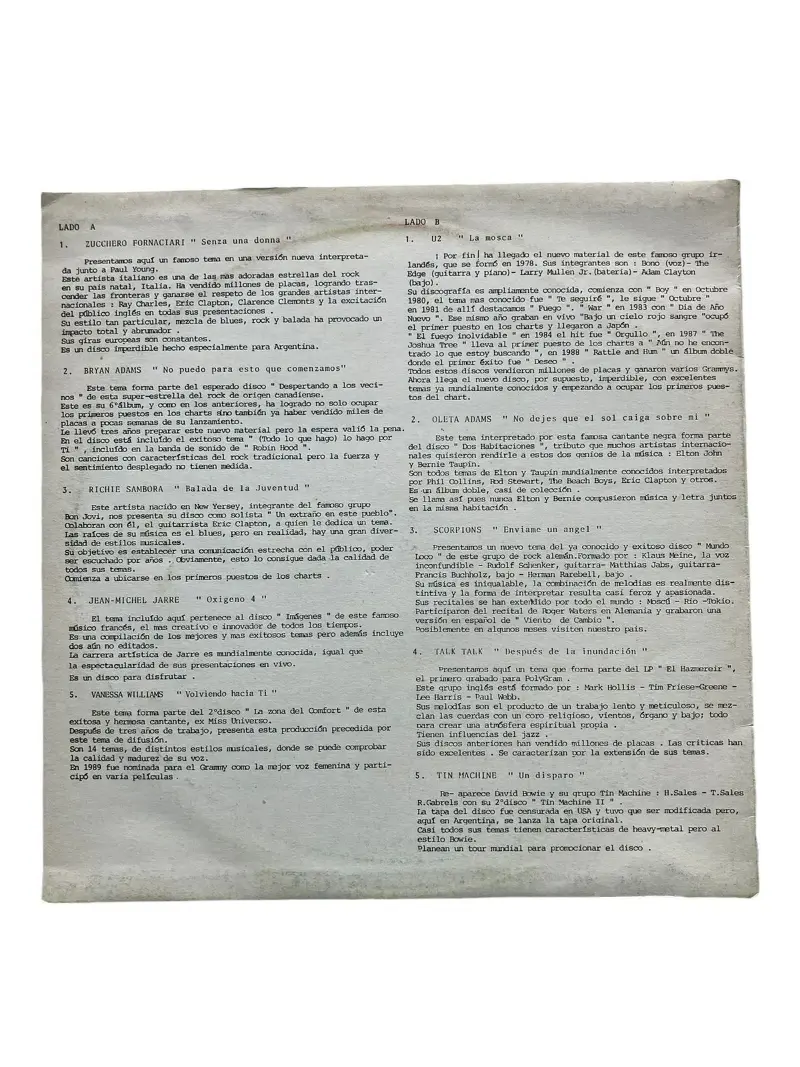 LADO A
1. ZUCCHERO FORNACIARI " Senza una donna "
Presentamos aquí un famoso tema en una versión nueva interpreta-
da junto a Paul Young.
Este artista italiano es una de las mas adoradas estrellas del rock
en su país natal, Italia. Ha vendido millones de placas, logrando tras-
cender las fronteras y ganarse el respeto de los grandes artistas inter-
nacionales : Ray Charles, Eric Clapton, Clarence Clemonts y la excitación
del público inglés en todas sus presentaciones .
Su estilo tan particular, mezcla de blues, rock y balada ha provocado un
impacto total y abrumador .
Sus giras europeas son constantes.
Es un disco imperdible hecho especialmente para Argentina.
2. BRYAN ADAMS " No puedo para esto que comenzamos"
Este tema forma parte del esperado disco " Despertando a los veci-
nos " de esta super-estrella del rock de origen canadiense.
Este es su 6°álbum, y como en los anteriores, ha logrado no solo ocupar
los primeros puestos en los charts sino también ya haber vendido miles de
placas a pocas semanas de su lanzamiento.
Le llevó tres años preparar este nuevo material pero la espera valió la pena.
En el disco está incluído el exitoso tema " (Todo lo que hago) lo hago por
Ti " , incluído en la banda de sonido de " Robin Hood ".
Son canciones con características del rock tradicional pero la fuerza y
el sentimiento desplegado no tienen medida.
3. RICHIE SAMBORA " Balada de la Juventud "
Este artista nacido en New Yersey, integrante del famoso grupo
Bon Jovi, nos presenta su disco como solista " Un extraño en este pueblo".
Colaboran con él, el guitarrista Eric Clapton, a quien le dedica un tema.
Las raíces de su música es el blues, pero en realidad, hay una gran diver-
sidad de estilos musicales.
Su objetivo es establecer una comunicación estrecha con el público, poder
ser escuchado por años . Obviamente, esto lo consigue dada la calidad de
todos sus temas.
Comienza a ubicarse en los primeros puestos de los charts .
4. JEAN-MICHEL JARRE " Oxigeno 4 "
El tema incluído aquí pertenece al disco " Imágenes " de este famoso
músico francés, el mas creativo e innovador de todos los tiempos.
Es una compilación de los mejores y mas exitosos temas pero además incluye
dos aún no editados.
La carrera artística de Jarre es mundialmente conocida, igual que
la espectacularidad de sus presentaciones en vivo.
Es un disco para disfrutar .
5. VANESSA WILLIAMS " Volviendo hacia Ti "
Este tema forma parte del 2°disco " La zona del Comfort " de esta
exitosa y hermosa cantante, ex Miss Universo.
Después de tres años de trabajo, presenta esta producción precedida por
este tema de difusión.
Son 14 temas, de distintos estilos musicales, donde se puede comprobar
la calidad y madurez de su voz.
En 1989 fue nominada para el Grammy como la mejor voz femenina y parti-
cipó en varia películas .
LADO B
1. U2 " La mosca "
¡ Por fin! ha llegado el nuevo material de este famoso grupo ir-
landés, que se formó en 1978. Sus integrantes son : Bono (voz)- The
Edge (guitarra y piano)- Larry Mullen Jr.(batería)- Adam Clayton
(bajo).
Su discografía es ampliamente conocida, comienza con " Boy " en Octubre
1980, el tema mas conocido fue " Te seguiré ", le sigue " Octubre "
en 1981 de allí destacamos " Fuego ". " War " en 1983 con " Día de Año
Nuevo ". Ese mismo año graban en vivo "Bajo un cielo rojo sangre "ocupó
el primer puesto en los charts y llegaron a Japón .
" El fuego inolvidable " en 1984 el hit fue " Orgullo ", en 1987 " The
Joshua Tree " lleva al primer puesto de los charts a " Aún no he encon-
trado lo que estoy buscando ", en 1988 " Rattle and Hum " un álbum doble
donde el primer éxito fue " Deseo " .
Todos estos discos vendieron millones de placas y ganaron varios Grammys.
Ahora llega el nuevo disco, por supuesto, imperdible, con excelentes
temas ya mundialmente conocidos y empezando a ocupar los primeros pues-
tos del chart.
2. OLETA ADAMS " No dejes que el sol caiga sobre mi "
Este tema interpretado por esta famosa cantante negra forma parte
del disco " Dos Habitaciones ", tributo que muchos artistas internacio-
nales quisieron rendirle a estos dos genios de la música : Elton John
y Bernie Taupin.
Son todos temas de Elton y Taupin mundialmente conocidos interpretados
por Phil Collins, Rod Stewart, The Beach Boys, Eric Clapton y otros.
Es un álbum doble, casi de colección .
Se llama así pues nunca Elton y Bernie compusieron música y letra juntos
en la misma habitación .
3. SCORPIONS " Enviame un angel "
Presentamos un nuevo tema del ya conocido y exitoso disco " Mundo
Loco " de este grupo de rock alemán.Formado por : Klaus Meine, la voz
inconfundible - Rudolf Schenker, guitarra- Matthias Jabs, guitarra-
Francis Buchholz, bajo - Herman Rarebell, bajo .
Su música es inigualable, la combinación de melodías es realmente dis-
tintiva y la forma de interpretar resulta casi feroz y apasionada.
Sus recitales se han extendido por todo el mundo : Moscú - Rio -Tokio.
Participaron del recital de Roger Waters en Alemania y grabaron una
versión en español de " Viento de Cambio ".
Posiblemente en algunos meses visiten nuestro país.
4. TALK TALK " Después de la inundación "
Presentamos aquí un tema que forma parte del LP " El Hazmereir ",
el primero grabado para PolyGram .
Este grupo inglés está formado por : Mark Hollis - Tim Friese-Greene -
Lee Harris - Paul Webb.
Sus melodías son el producto de un trabajo lento y meticuloso, se mez-
clan las cuerdas con un coro religioso, vientos, órgano y bajo; todo
para crear una atmósfera espiritual propia .
Tienen influencias del jazz .
Sus discos anteriores han vendido millones de placas . Las críticas han
sido excelentes . Se caracterizan por la extensión de sus temas.
5. TIN MACHINE " Un disparo "
Re- aparece David Bowie y su grupo Tin Machine : H.Sales - T.Sales
R.Gabrels con su 2°disco " Tin Machine II " .
La tapa del disco fue censurada en USA y tuvo que ser modificada pero,
aquí en Argentina, se lanza la tapa original.
Casi todos sus temas tienen características de heavy-metal pero al
estilo Bowie.
Planean un tour mundial para promocionar el disco .